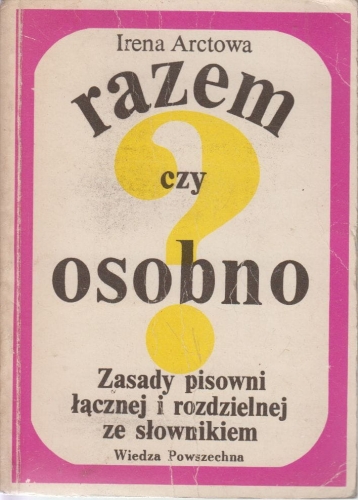 Irena Arctowa
razem
?
czy
osobno
Zasady pisowni
łącznej i rozdzielnej
ze słownikiem
Wiedza Powszechna